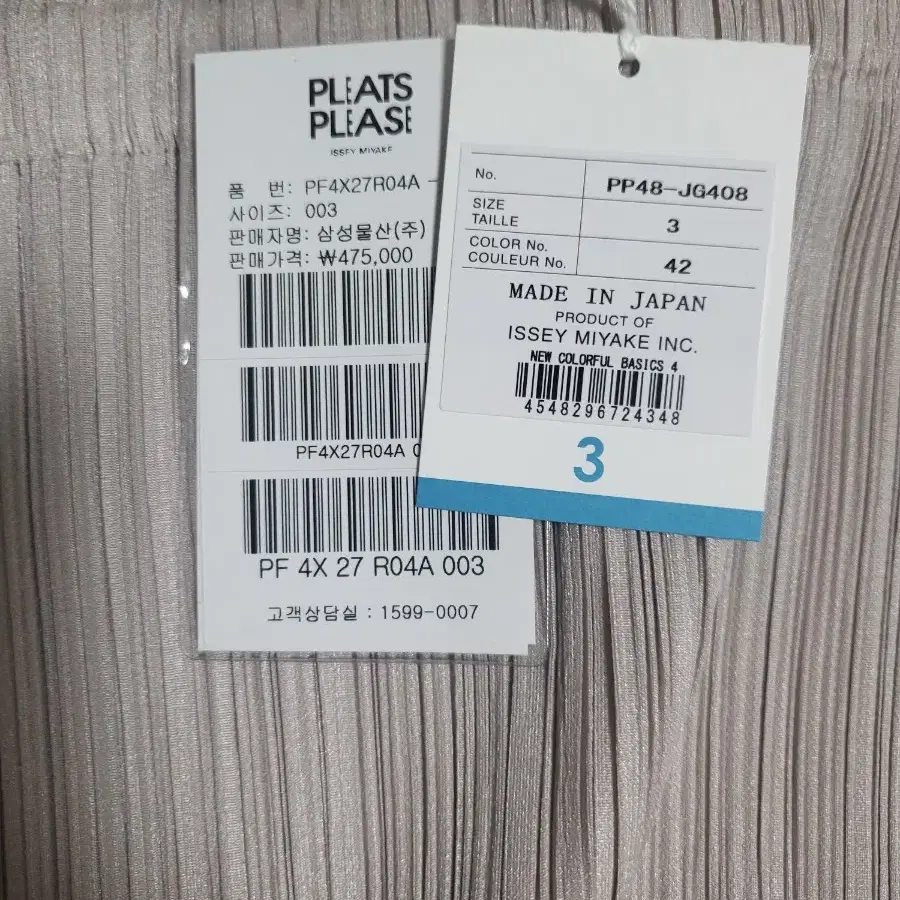 PLEATS
PLEASE
ISSEY MIYAKE
품 번: PF4X27R04A -
사이즈: 003
판매자명: 삼성물산(주)
판매가격: ₩475,000
PF4X27R04A
PF 4X 27 R04A 003
고객상담실 : 1599-0007
No. PP48-JG408
SIZE
TAILLE 3
COLOR No.
COULEUR No. 42
MADE IN JAPAN
PRODUCT OF
ISSEY MIYAKE INC.
NEW COLORFUL BASICS 4
4548296724348
3